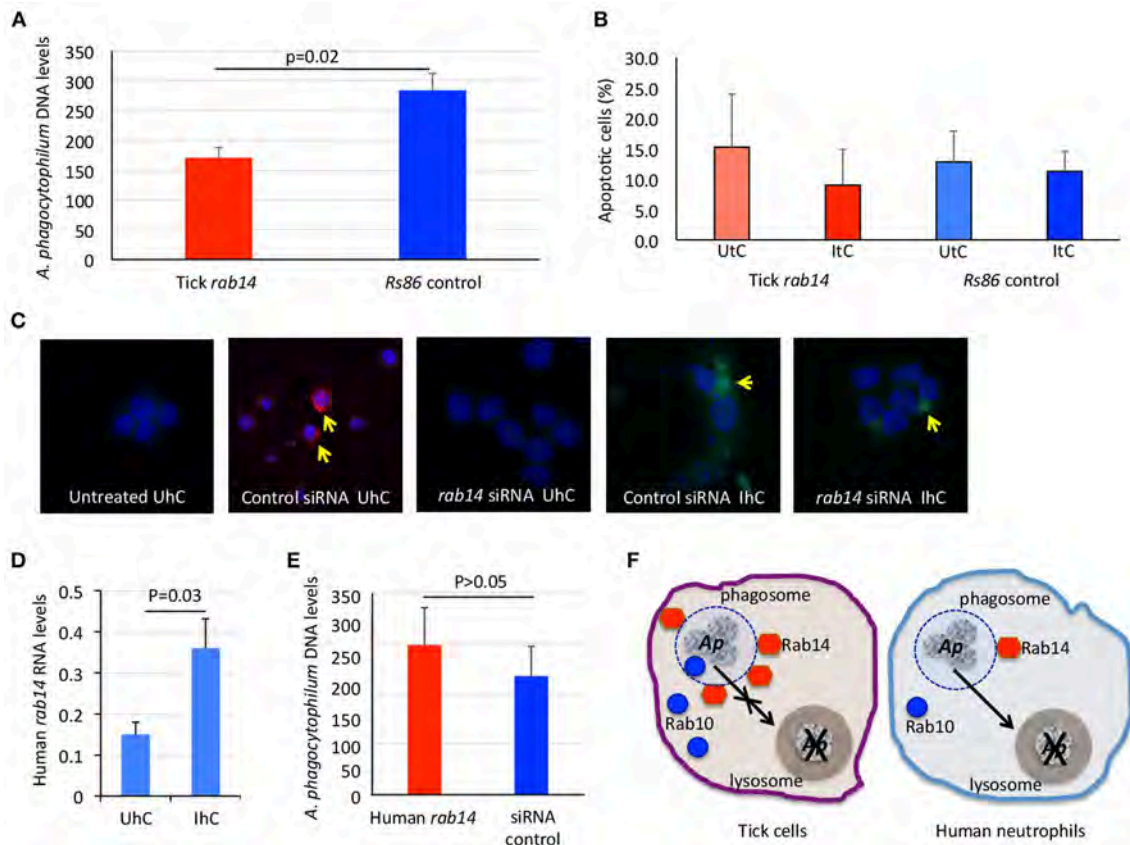 A
A. phagocytophilum DNA levels
350
300
250
200
150
100
50
0
p=0.02
Tick rab14
Rs86 control
B
Apoptotic cells (%)
30.0
25.0
20.0
15.0
10.0
5.0
0.0
UtC ItC UtC ItC
Tick rab14
Rs86 control
C
Untreated UhC
Control siRNA UhC
rab14 siRNA UhC
Control siRNA IhC
rab14 siRNA IhC
D
Human rab14 RNA levels
0.5
0.4
0.3
0.2
0.1
0
P=0.03
UhC IhC
E
A. phagocytophilum DNA levels
350
300
250
200
150
100
50
0
P>0.05
Human rab14
siRNA
control
F
phagosome
Ap
Rab14
Rab10
Ap
lysosome
Tick cells
phagosome
Ap
Rab14
Rab10
Ap
lysosome
Human neutrophils